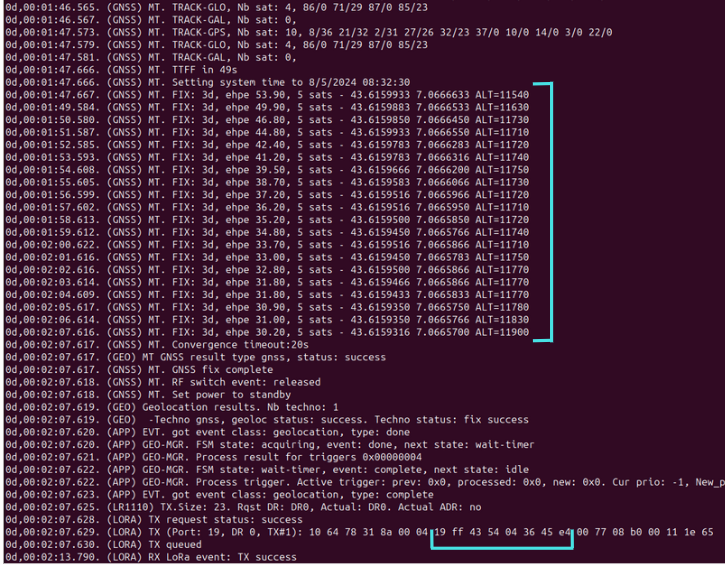 0d,00:01:46.565. (GNSS) MT. TRACK-GLO, Nb sat: 4, 86/0 71/29 87/0 85/23
0d,00:01:46.567. (GNSS) MT. TRACK-GAL, Nb sat: 0,
0d,00:01:47.573. (GNSS) MT. TRACK-GPS, Nb sat: 10, 8/36 21/32 2/31 27/26 32/23 37/0 10/0 14/0 3/0 22/0
0d,00:01:47.579. (GNSS) MT. TRACK-GLO, Nb sat: 4, 86/0 71/29 87/0 85/23
0d,00:01:47.581. (GNSS) MT. TRACK-GAL, Nb sat: 0,
0d,00:01:47.666. (GNSS) MT. TTFF in 49s
0d,00:01:47.666. (GNSS) MT. Setting system time to 8/5/2024 08:32:30
0d,00:01:47.667. (GNSS) MT. FIX: 3d, ehpe 53.90, 5 sats - 43.6159933 7.0666633 ALT=11540
0d,00:01:49.584. (GNSS) MT. FIX: 3d, ehpe 49.90, 5 sats - 43.6159883 7.0666533 ALT=11630
0d,00:01:50.580. (GNSS) MT. FIX: 3d, ehpe 46.80, 5 sats - 43.6159850 7.0666450 ALT=11730
0d,00:01:51.587. (GNSS) MT. FIX: 3d, ehpe 44.80, 5 sats - 43.6159933 7.0666550 ALT=11710
0d,00:01:52.585. (GNSS) MT. FIX: 3d, ehpe 42.40, 5 sats - 43.6159783 7.0666283 ALT=11720
0d,00:01:53.593. (GNSS) MT. FIX: 3d, ehpe 41.20, 5 sats - 43.6159783 7.0666316 ALT=11740
0d,00:01:54.608. (GNSS) MT. FIX: 3d, ehpe 39.50, 5 sats - 43.6159666 7.0666200 ALT=11750
0d,00:01:55.605. (GNSS) MT. FIX: 3d, ehpe 38.70, 5 sats - 43.6159583 7.0666066 ALT=11730
0d,00:01:56.599. (GNSS) MT. FIX: 3d, ehpe 37.20, 5 sats - 43.6159516 7.0665966 ALT=11720
0d,00:01:57.602. (GNSS) MT. FIX: 3d, ehpe 36.20, 5 sats - 43.6159516 7.0665950 ALT=11710
0d,00:01:58.613. (GNSS) MT. FIX: 3d, ehpe 35.20, 5 sats - 43.6159500 7.0665850 ALT=11720
0d,00:01:59.612. (GNSS) MT. FIX: 3d, ehpe 34.80, 5 sats - 43.6159450 7.0665766 ALT=11740
0d,00:02:00.622. (GNSS) MT. FIX: 3d, ehpe 33.70, 5 sats - 43.6159516 7.0665866 ALT=11710
0d,00:02:01.616. (GNSS) MT. FIX: 3d, ehpe 33.00, 5 sats - 43.6159450 7.0665783 ALT=11750
0d,00:02:02.616. (GNSS) MT. FIX: 3d, ehpe 32.80, 5 sats - 43.6159500 7.0665866 ALT=11770
0d,00:02:03.614. (GNSS) MT. FIX: 3d, ehpe 31.80, 5 sats - 43.6159466 7.0665866 ALT=11770
0d,00:02:04.609. (GNSS) MT. FIX: 3d, ehpe 31.80, 5 sats - 43.6159433 7.0665833 ALT=11770
0d,00:02:05.617. (GNSS) MT. FIX: 3d, ehpe 30.90, 5 sats - 43.6159350 7.0665750 ALT=11780
0d,00:02:06.614. (GNSS) MT. FIX: 3d, ehpe 31.00, 5 sats - 43.6159350 7.0665766 ALT=11830
0d,00:02:07.616. (GNSS) MT. FIX: 3d, ehpe 30.20, 5 sats - 43.6159316 7.0665700 ALT=11900
0d,00:02:07.617. (GNSS) MT. Convergence timeout:20s
0d,00:02:07.617. (GEO) MT GNSS result type gnss, status: success
0d,00:02:07.617. (GNSS) MT. GNSS fix complete
0d,00:02:07.618. (GNSS) MT. RF switch event: released
0d,00:02:07.618. (GNSS) MT. Set power to standby
0d,00:02:07.619. (GEO) Geolocation results. Nb techno: 1
0d,00:02:07.619. (GEO)  -Techno gnss, geoloc status: success. Techno status: fix success
0d,00:02:07.620. (APP) EVT. got event class: geolocation, type: done
0d,00:02:07.620. (APP) GEO-MGR. FSM state: acquiring, event: done, next state: wait-timer
0d,00:02:07.621. (APP) GEO-MGR. Process result for triggers 0x00000004
0d,00:02:07.622. (APP) GEO-MGR. FSM state: wait-timer, event: complete, next state: idle
0d,00:02:07.622. (APP) GEO-MGR. Process trigger. Active trigger: prev: 0x0, processed: 0x0, new: 0x0. Cur prio: -1, New_p
0d,00:02:07.623. (APP) EVT. got event class: geolocation, type: complete
0d,00:02:07.625. (LR1110) TX.Size: 23. Rqst DR: DR0, Actual DR: DR0. Actual ADR: no
0d,00:02:07.628. (LORA) TX request status: success
0d,00:02:07.629. (LORA) TX (Port: 19, DR 0, TX#1): 10 64 78 31 8a 00 04 19 ff 43 54 04 36 45 e4 00 77 08 b0 00 11 1e 65
0d,00:02:07.630. (LORA) TX queued
0d,00:02:13.790. (LORA) RX LoRa event: TX success